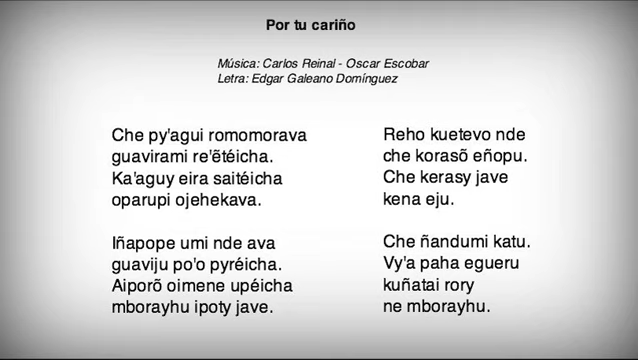 Por tu cariño
Música: Carlos Reinal - Oscar Escobar
Letra: Edgar Galeano Domínguez
Che py'agui romomorava
guavirami re'ẽtéicha.
Ka'aguy eira saitéicha
oparupi ojehekava.
Iñapope umi nde ava
guaviju po'o pyréicha.
Aiporõ oimene upéicha
mborayhu ipoty jave.
Reho kuetevo nde
che korasõ eñopu.
Che kerasy jave
kena eju.
Che ñandumi katu.
Vy'a paha egueru
kuñatai rory
ne mborayhu.